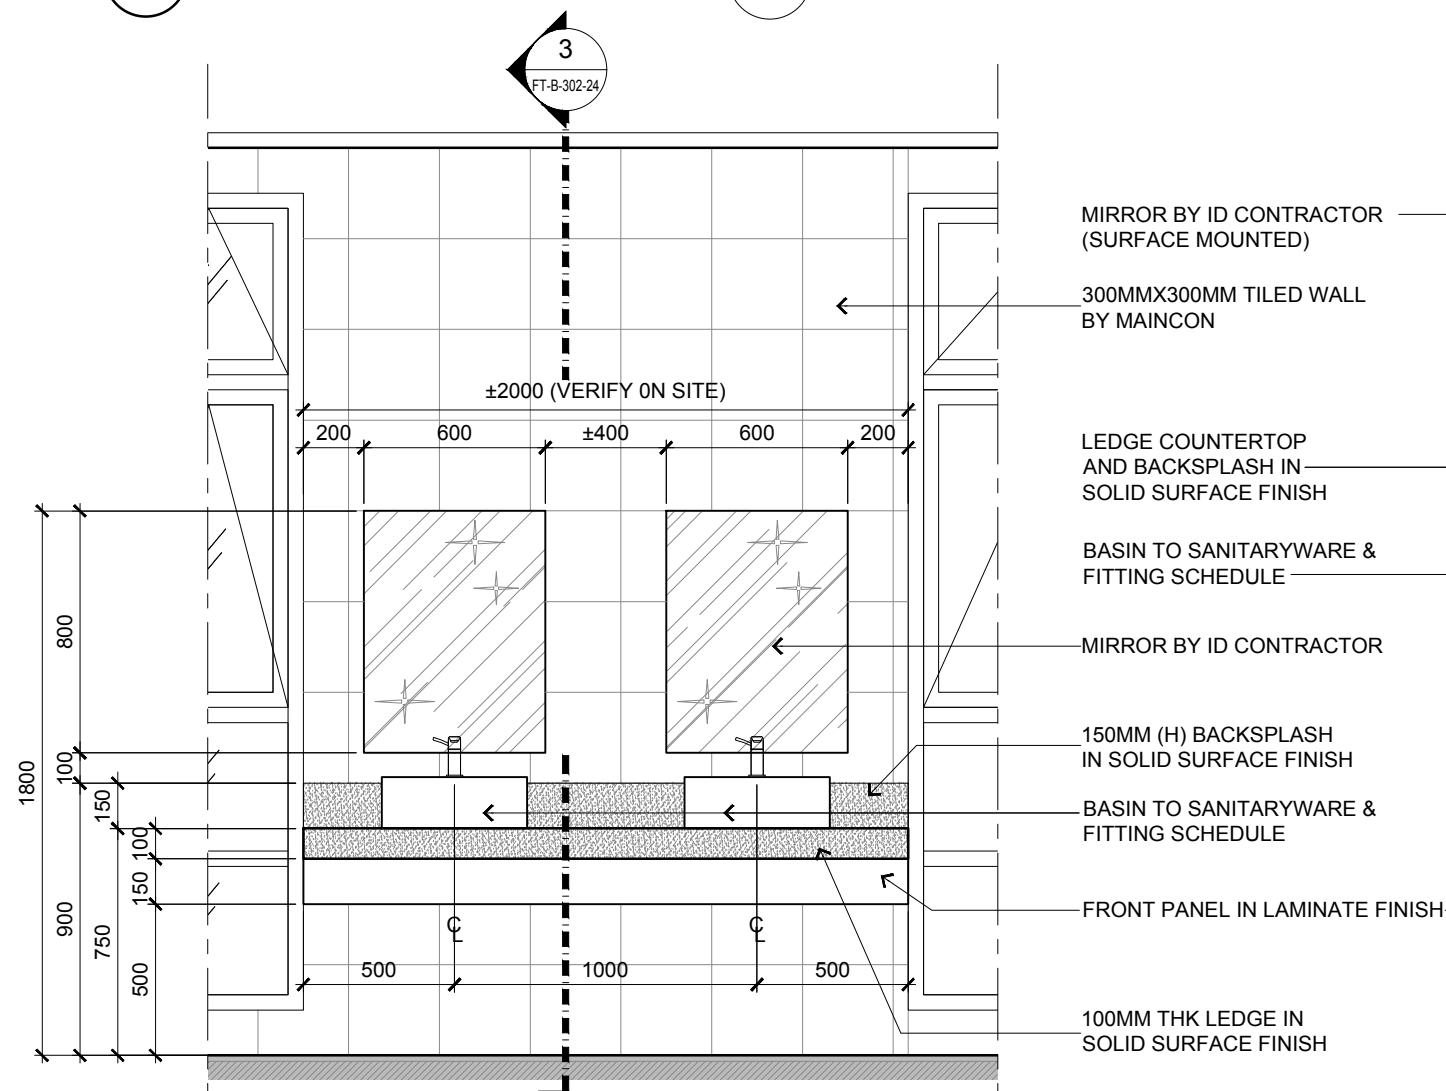 3
FT-B-302-24
MIRROR BY ID CONTRACTOR
(SURFACE MOUNTED)
300MMX300MM TILED WALL
BY MAINCON
±2000 (VERIFY 0N SITE)
200
600
±400
600
200
LEDGE COUNTERTOP
AND BACKSPLASH IN
SOLID SURFACE FINISH
BASIN TO SANITARYWARE &
FITTING SCHEDULE
MIRROR BY ID CONTRACTOR
150MM (H) BACKSPLASH
IN SOLID SURFACE FINISH
BASIN TO SANITARYWARE &
FITTING SCHEDULE
FRONT PANEL IN LAMINATE FINISH
100MM THK LEDGE IN
SOLID SURFACE FINISH
1800
800
100
900
150
750
100
150
500
CL
CL
500
1000
500